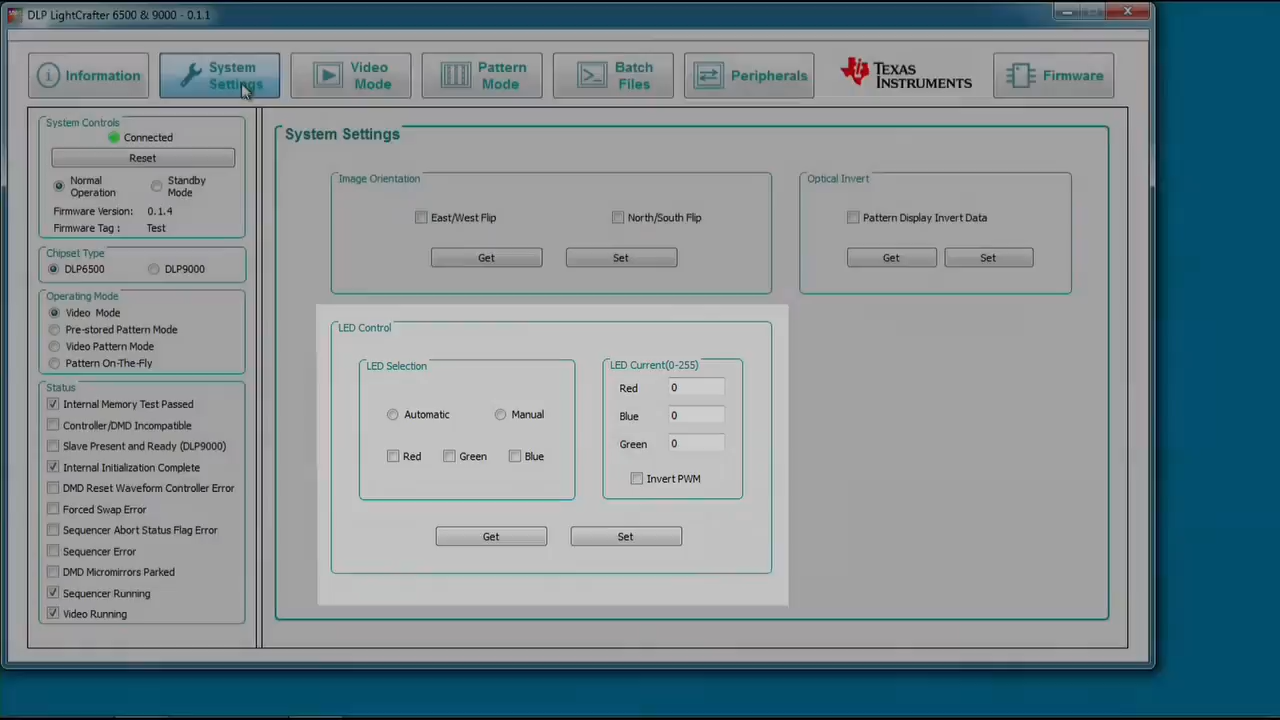 DLP LightCrafter 6500 & 9000 - 0.1.1
Information
System Settings
Video Mode
Pattern Mode
Batch Files
Peripherals
TEXAS INSTRUMENTS
Firmware
System Controls
Connected
Reset
Normal Operation
Standby Mode
Firmware Version: 0.1.4
Firmware Tag : Test
Chipset Type
DLP6500
DLP9000
Operating Mode
Video Mode
Pre-stored Pattern Mode
Video Pattern Mode
Pattern On-The-Fly
Status
Internal Memory Test Passed
Controller/DMD Incompatible
Slave Present and Ready (DLP9000)
Internal Initialization Complete
DMD Reset Waveform Controller Error
Forced Swap Error
Sequencer Abort Status Flag Error
Sequencer Error
DMD Micromirrors Parked
Sequencer Running
Video Running
System Settings
Image Orientation
East/West Flip
North/South Flip
Get
Set
Optical Invert
Pattern Display Invert Data
Get
Set
LED Control
LED Selection
Automatic
Manual
Red
Green
Blue
LED Current(0-255)
Red 0
Blue 0
Green 0
Invert PWM
Get
Set